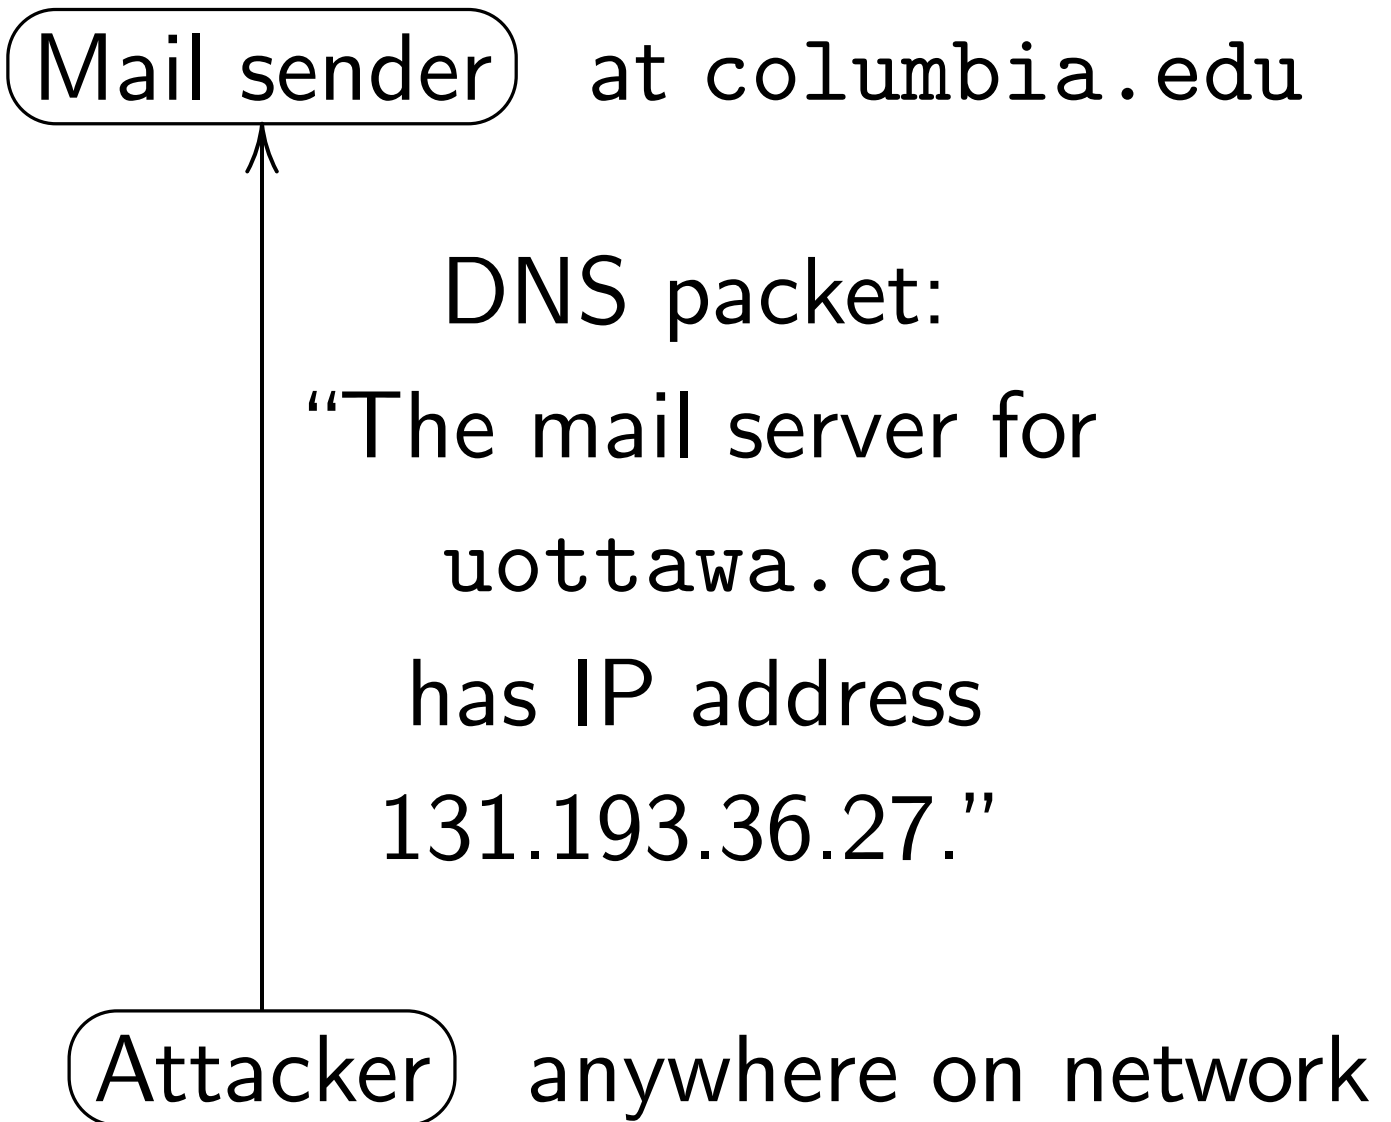 Mail sender at columbia.edu
DNS packet:
“The mail server for
uottawa.ca
has IP address
131.193.36.27.”
Attacker anywhere on network